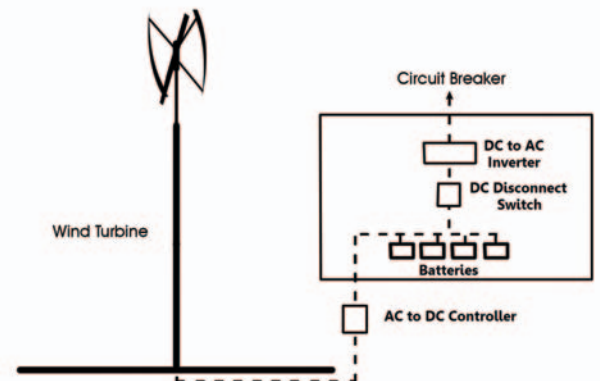 Circuit Breaker
DC to AC
Inverter
DC Disconnect
Switch
Wind Turbine
Batteries
AC to DC Controller